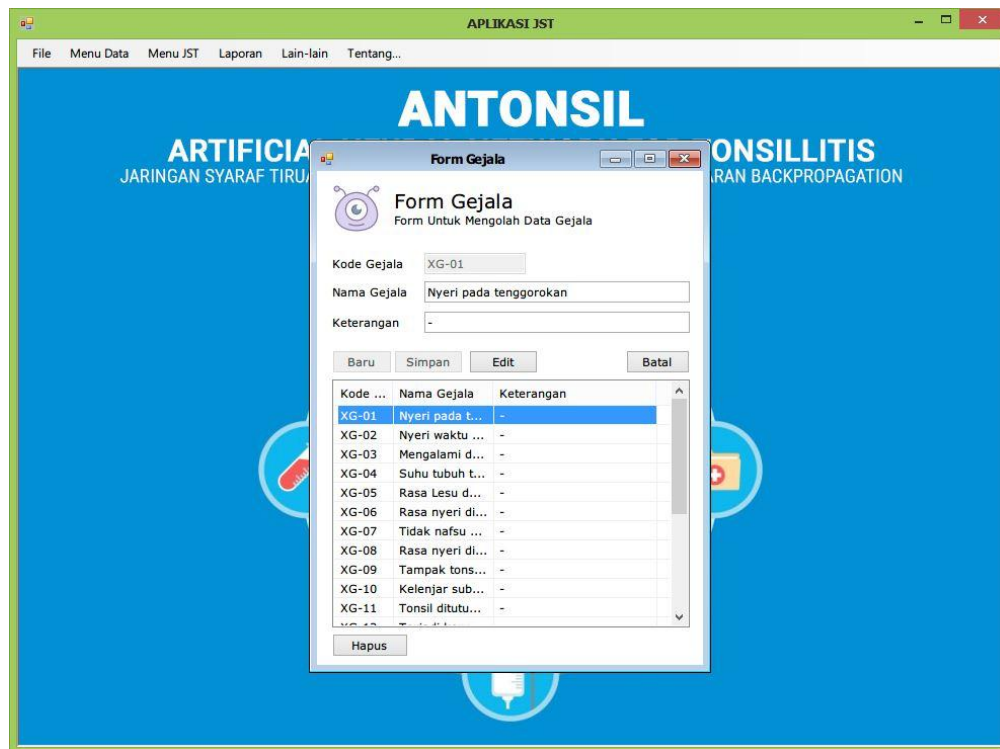 APLIKASI JST
File Menu Data Menu JST Laporan Lain-lain Tentang...
ANTONSIL
ARTIFICIA ONSILLITIS
JARINGAN SYARAF TIRU RAN BACKPROPAGATION
Form Gejala
Form Gejala
Form Untuk Mengolah Data Gejala
Kode Gejala XG-01
Nama Gejala Nyeri pada tenggorokan
Keterangan -
Baru Simpan Edit Batal
Kode ... Nama Gejala Keterangan
XG-01 Nyeri pada t... -
XG-02 Nyeri waktu ... -
XG-03 Mengalami d... -
XG-04 Suhu tubuh t... -
XG-05 Rasa Lesu d... -
XG-06 Rasa nyeri di... -
XG-07 Tidak nafsu ... -
XG-08 Rasa nyeri di... -
XG-09 Tampak tons... -
XG-10 Kelenjar sub... -
XG-11 Tonsil ditutu... -
Hapus